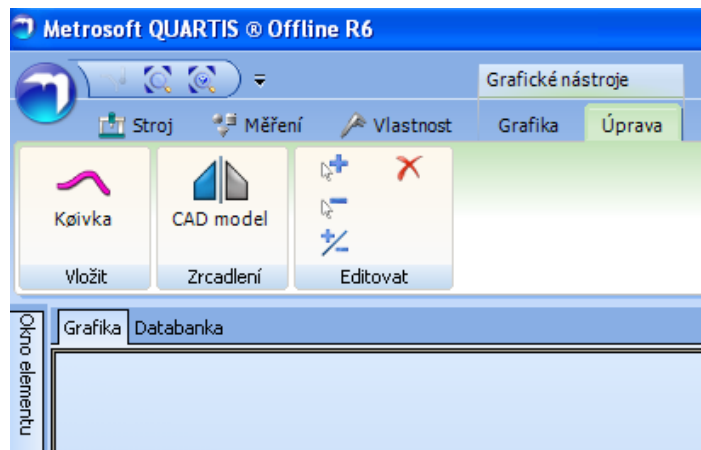 Metrosoft QUARTIS ® Offline R6
Grafické nástroje
Stroj Měření Vlastnost Grafika Úprava
Køivka CAD model
Vložit Zrcadlení Editovat
Grafika Databanka
Okno elementu